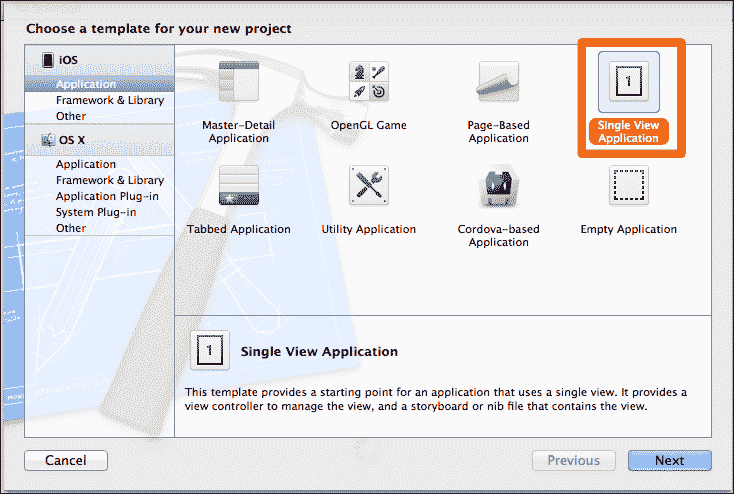 Choose a template for your new project
iOS
Application
Framework & Library
Other
OS X
Application
Framework & Library
Application Plug-in
System Plug-in
Other
Master-Detail
Application
OpenGL Game
Page-Based
Application
1
Single View
Application
Tabbed Application
Utility Application
Cordova-based
Application
Empty Application
1
Single View Application
This template provides a starting point for an application that uses a single view. It provides a
view controller to manage the view, and a storyboard or nib file that contains the view.
Cancel
Previous
Next